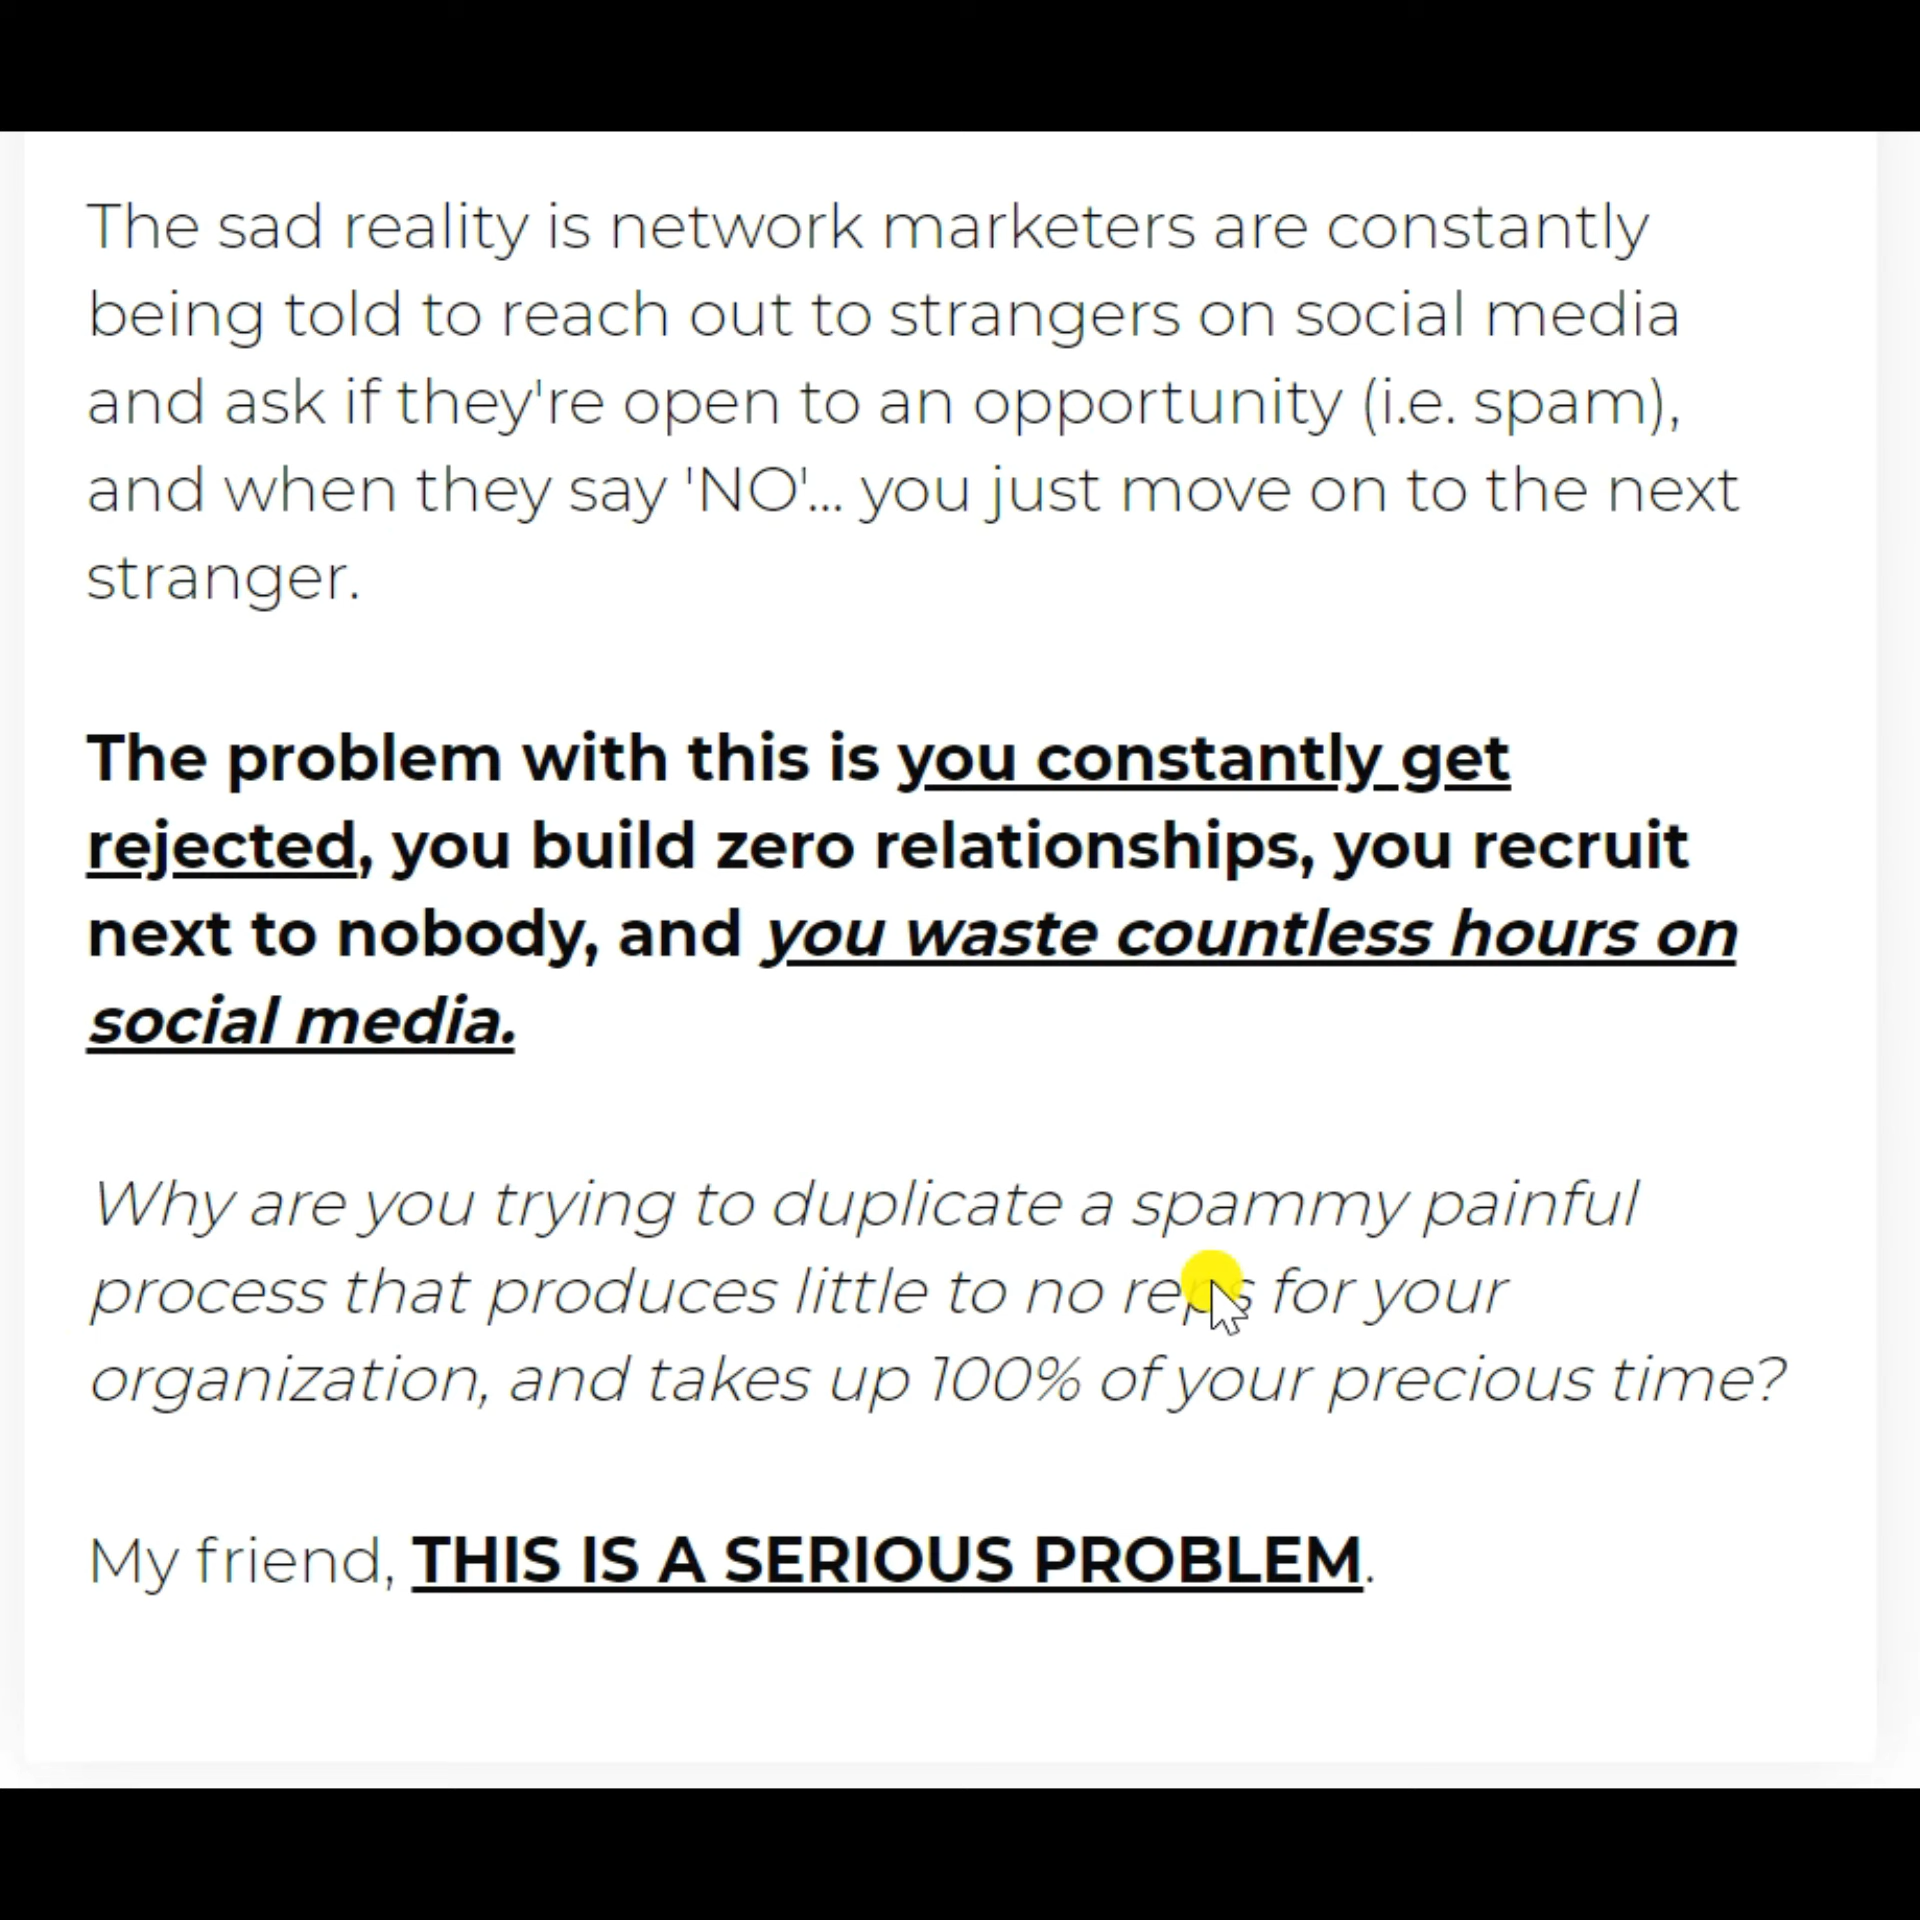 The sad reality is network marketers are constantly
being told to reach out to strangers on social media
and ask if they're open to an opportunity (i.e. spam),
and when they say 'NO'... you just move on to the next
stranger.
The problem with this is you constantly get
rejected, you build zero relationships, you recruit
next to nobody, and you waste countless hours on
social media.
Why are you trying to duplicate a spammy painful
process that produces little to no reps for your
organization, and takes up 100% of your precious time?
My friend, THIS IS A SERIOUS PROBLEM.